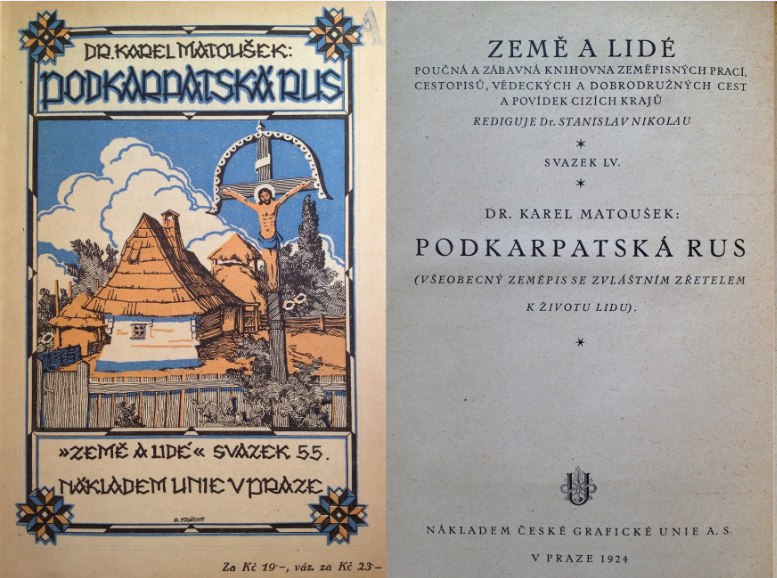 DR. KAREL MATOUŠEK:
PODKARPATSKÁ RUS
»ZEMĚ A LIDÉ« SVAZEK 55.
NÁKLADEM UNIE V PRAZE
Za Kč 19·–, váz. za Kč 23·–
ZEMĚ A LIDÉ
POUČNÁ A ZÁBAVNÁ KNIHOVNA ZEMĚPISNÝCH PRACÍ,
CESTOPISŮ, VĚDECKÝCH A DOBRODRUŽNÝCH CEST
A POVÍDEK CIZÍCH KRAJŮ
REDIGUJE Dr. STANISLAV NIKOLAU
SVAZEK LV.
DR. KAREL MATOUŠEK:
PODKARPATSKÁ RUS
(VŠEOBECNÝ ZEMĚPIS SE ZVLÁŠTNÍM ZŘETELEM
K ŽIVOTU LIDU).
NÁKLADEM ČESKÉ GRAFICKÉ UNIE A. S.
V PRAZE 1924